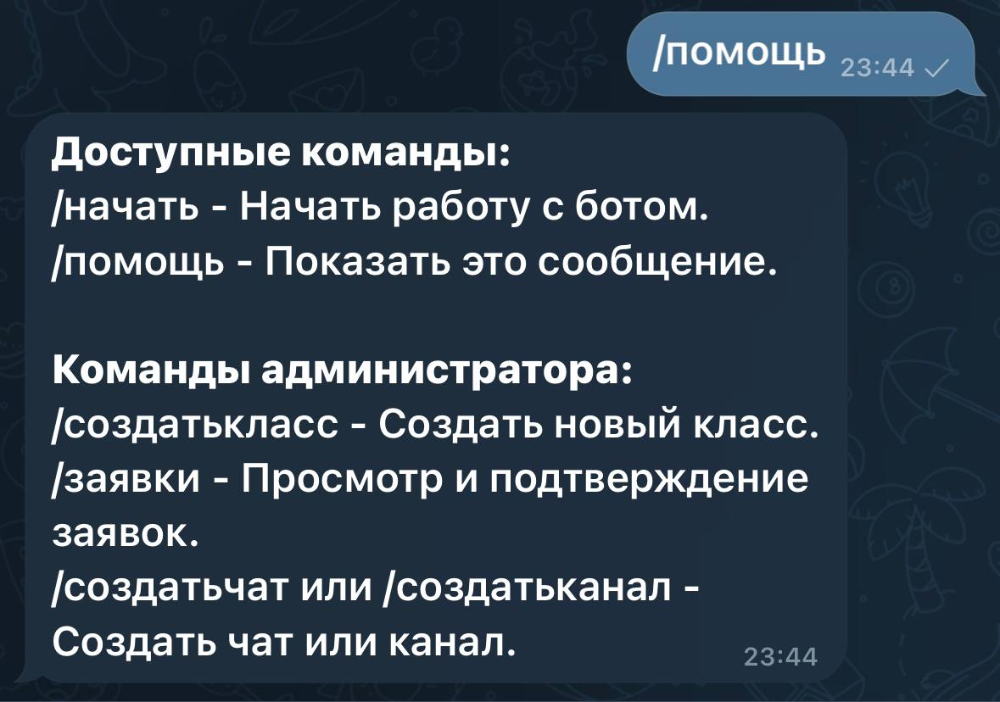 /помощь 23:44
Доступные команды:
/начать - Начать работу с ботом.
/помощь - Показать это сообщение.
Команды администратора:
/создатькласс - Создать новый класс.
/заявки - Просмотр и подтверждение
заявок.
/создатьчат или /создатьканал -
Создать чат или канал.
23:44